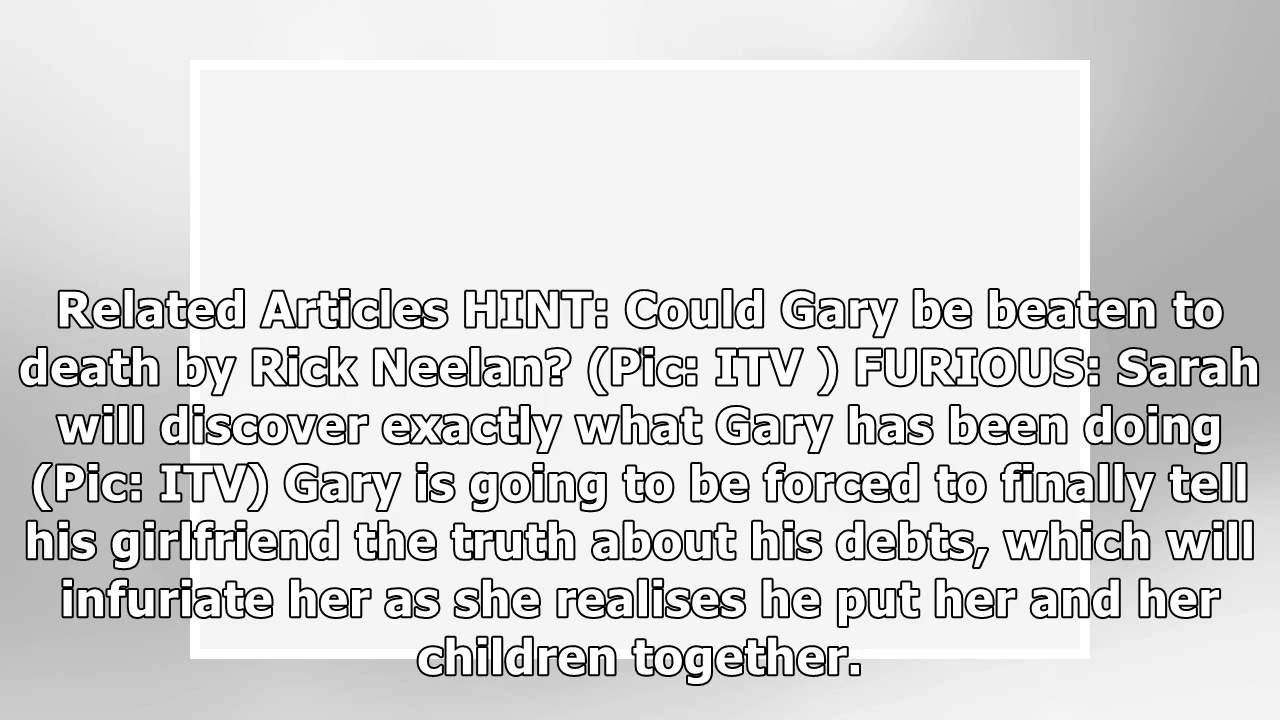 Related Articles HINT: Could Gary be beaten to
death by Rick Neelan? (Pic: ITV ) FURIOUS: Sarah
will discover exactly what Gary has been doing
(Pic: ITV) Gary is going to be forced to finally tell
his girlfriend the truth about his debts, which will
infuriate her as she realises he put her and her
children together.